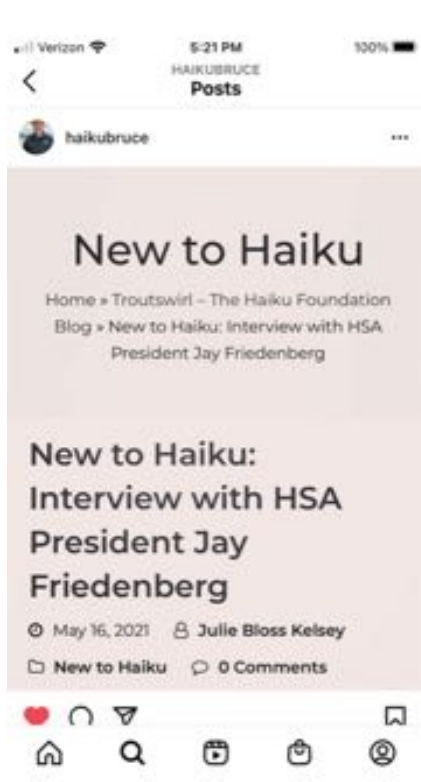 Verizon 5:21 PM 100%
HAIKUBRUCE
Posts
haikubruce
New to Haiku
Home » Troutswirl – The Haiku Foundation
Blog » New to Haiku: Interview with HSA
President Jay Friedenberg
New to Haiku:
Interview with HSA
President Jay
Friedenberg
May 16, 2021 Julie Bloss Kelsey
New to Haiku 0 Comments